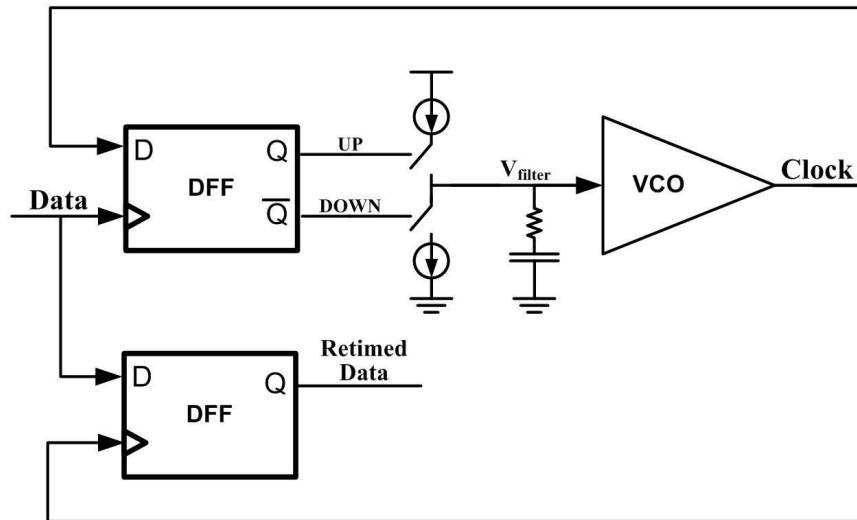 D
Q
UP
DFF
Q̅
DOWN
Data
V_filter
VCO
Clock
D
Q
Retimed
Data
DFF